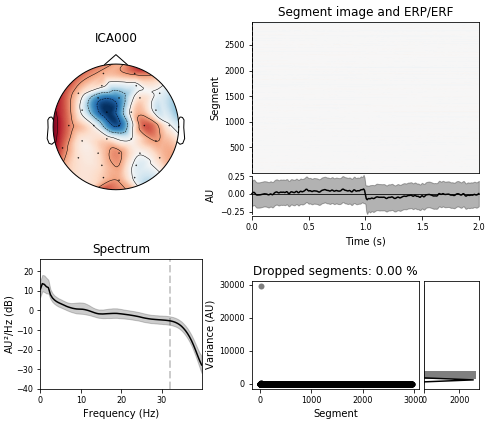 ICA000
Segment image and ERP/ERF
Segment
2500
2000
1500
1000
500
AU
0.25
0.00
−0.25
0.0 0.5 1.0 1.5 2.0
Time (s)
Spectrum
AU²/Hz (dB)
20
10
0
−10
−20
−30
−40
0 10 20 30
Frequency (Hz)
Dropped segments: 0.00 %
Variance (AU)
30000
20000
10000
0
0 1000 2000 3000
Segment
0 2000